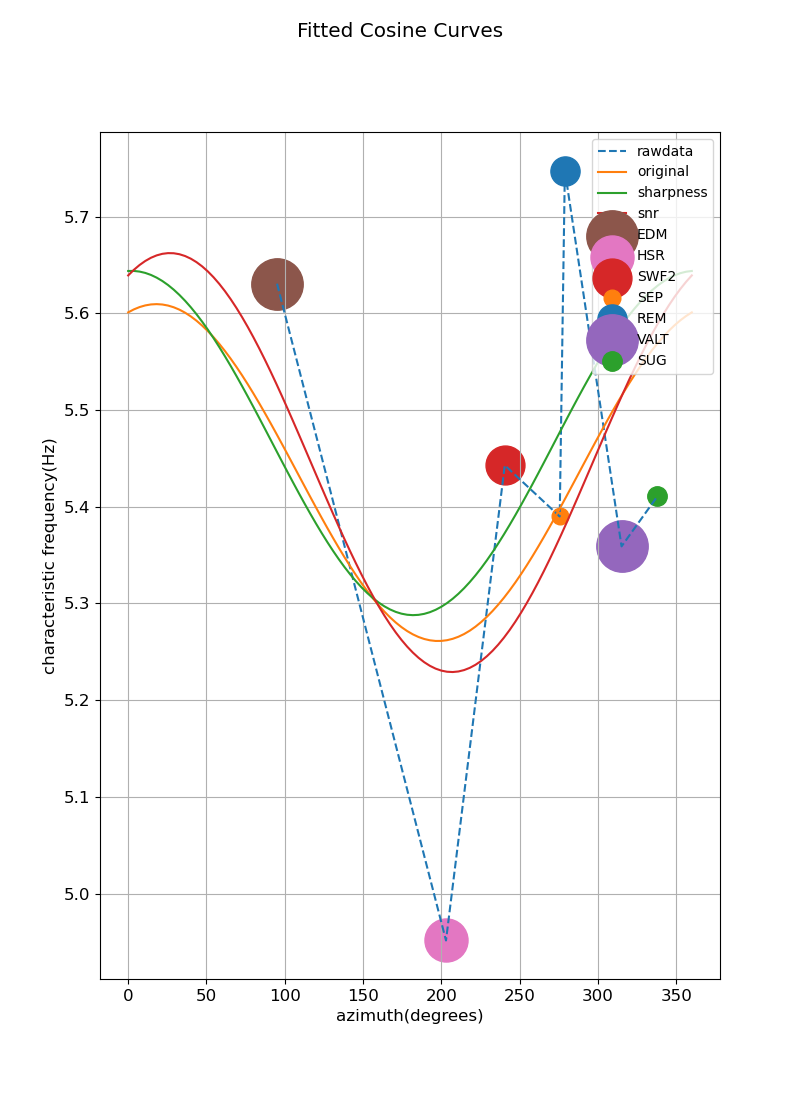 Fitted Cosine Curves
rawdata
original
sharpness
snr
EDM
HSR
SWF2
SEP
REM
VALT
SUG
characteristic frequency(Hz)
5.7
5.6
5.5
5.4
5.3
5.2
5.1
5.0
0 50 100 150 200 250 300 350
azimuth(degrees)